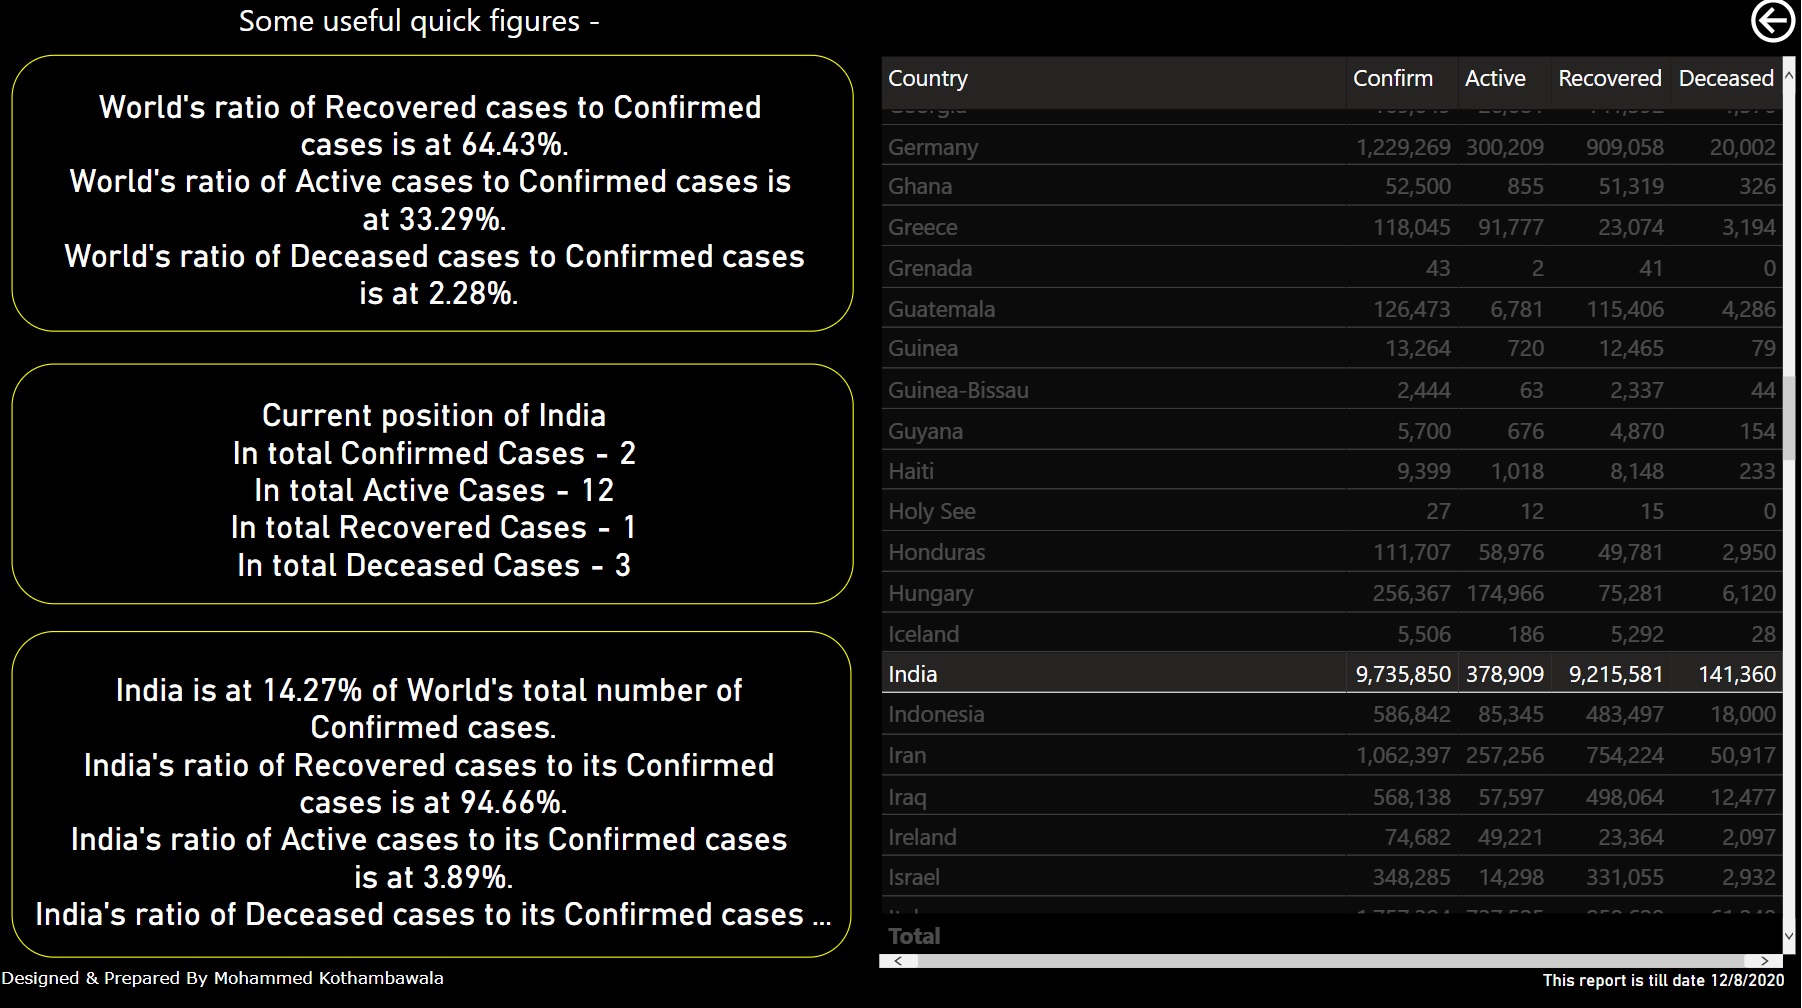 Some useful quick figures -
World's ratio of Recovered cases to Confirmed
cases is at 64.43%.
World's ratio of Active cases to Confirmed cases is
at 33.29%.
World's ratio of Deceased cases to Confirmed cases
is at 2.28%.
Current position of India
In total Confirmed Cases - 2
In total Active Cases - 12
In total Recovered Cases - 1
In total Deceased Cases - 3
India is at 14.27% of World's total number of
Confirmed cases.
India's ratio of Recovered cases to its Confirmed
cases is at 94.66%.
India's ratio of Active cases to its Confirmed cases
is at 3.89%.
India's ratio of Deceased cases to its Confirmed cases ...
Designed & Prepared By Mohammed Kothambawala
Country Confirm Active Recovered Deceased
Germany 1,229,269 300,209 909,058 20,002
Ghana 52,500 855 51,319 326
Greece 118,045 91,777 23,074 3,194
Grenada 43 2 41 0
Guatemala 126,473 6,781 115,406 4,286
Guinea 13,264 720 12,465 79
Guinea-Bissau 2,444 63 2,337 44
Guyana 5,700 676 4,870 154
Haiti 9,399 1,018 8,148 233
Holy See 27 12 15 0
Honduras 111,707 58,976 49,781 2,950
Hungary 256,367 174,966 75,281 6,120
Iceland 5,506 186 5,292 28
India 9,735,850 378,909 9,215,581 141,360
Indonesia 586,842 85,345 483,497 18,000
Iran 1,062,397 257,256 754,224 50,917
Iraq 568,138 57,597 498,064 12,477
Ireland 74,682 49,221 23,364 2,097
Israel 348,285 14,298 331,055 2,932
Total
This report is till date 12/8/2020